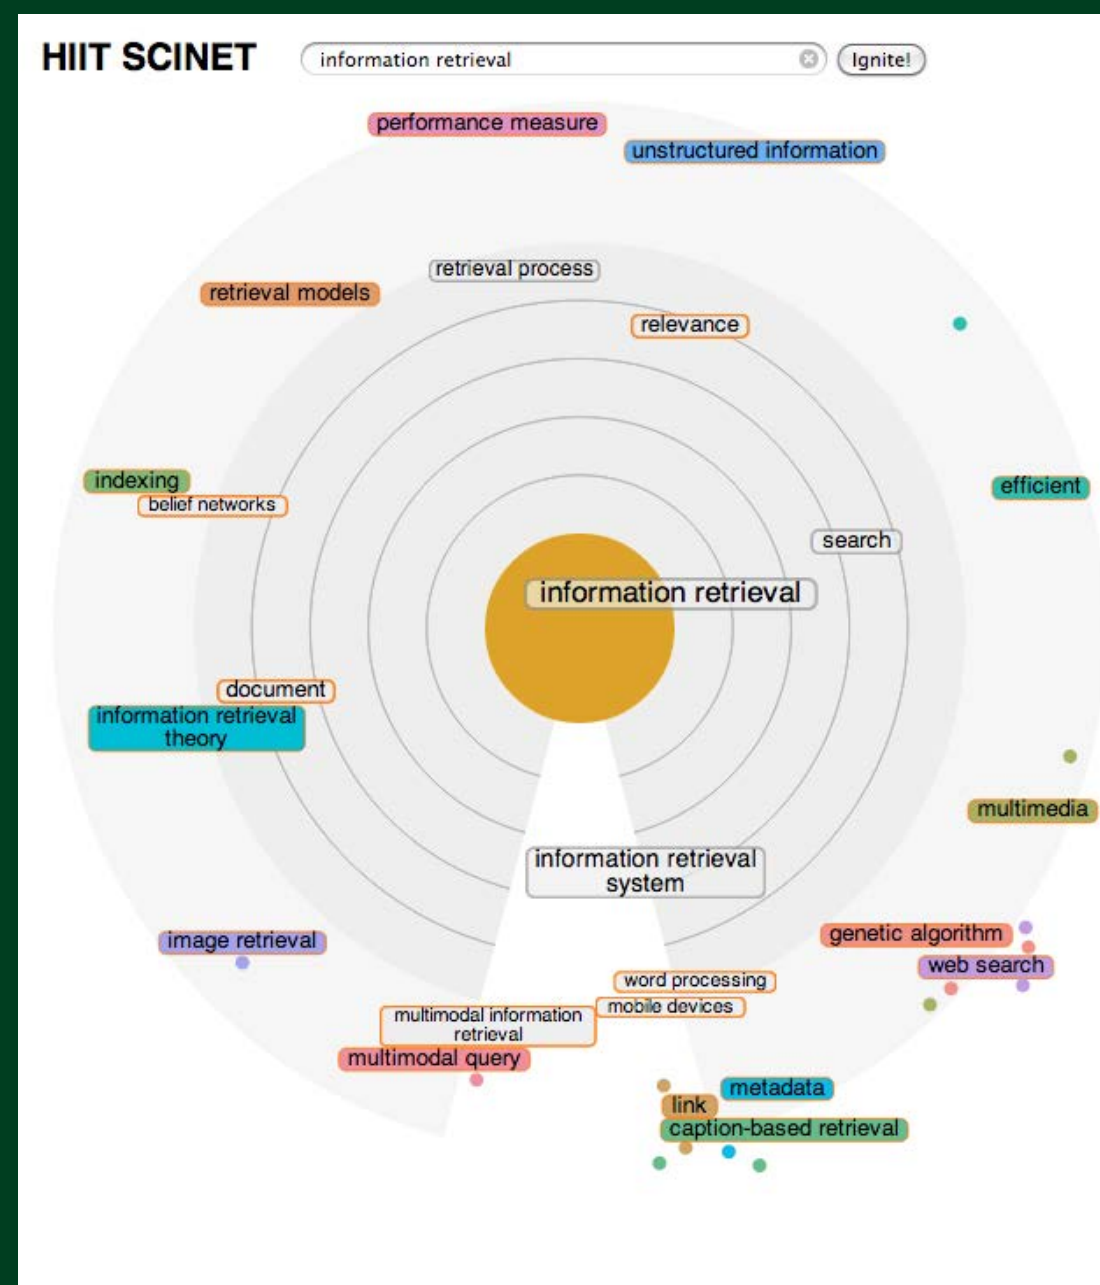 HIIT SCINET
information retrieval
Ignite!
performance measure
unstructured information
retrieval process
retrieval models
relevance
indexing
efficient
belief networks
search
information retrieval
document
information retrieval
theory
multimedia
information retrieval
system
genetic algorithm
image retrieval
web search
word processing
mobile devices
multimodal information
retrieval
multimodal query
metadata
link
caption-based retrieval